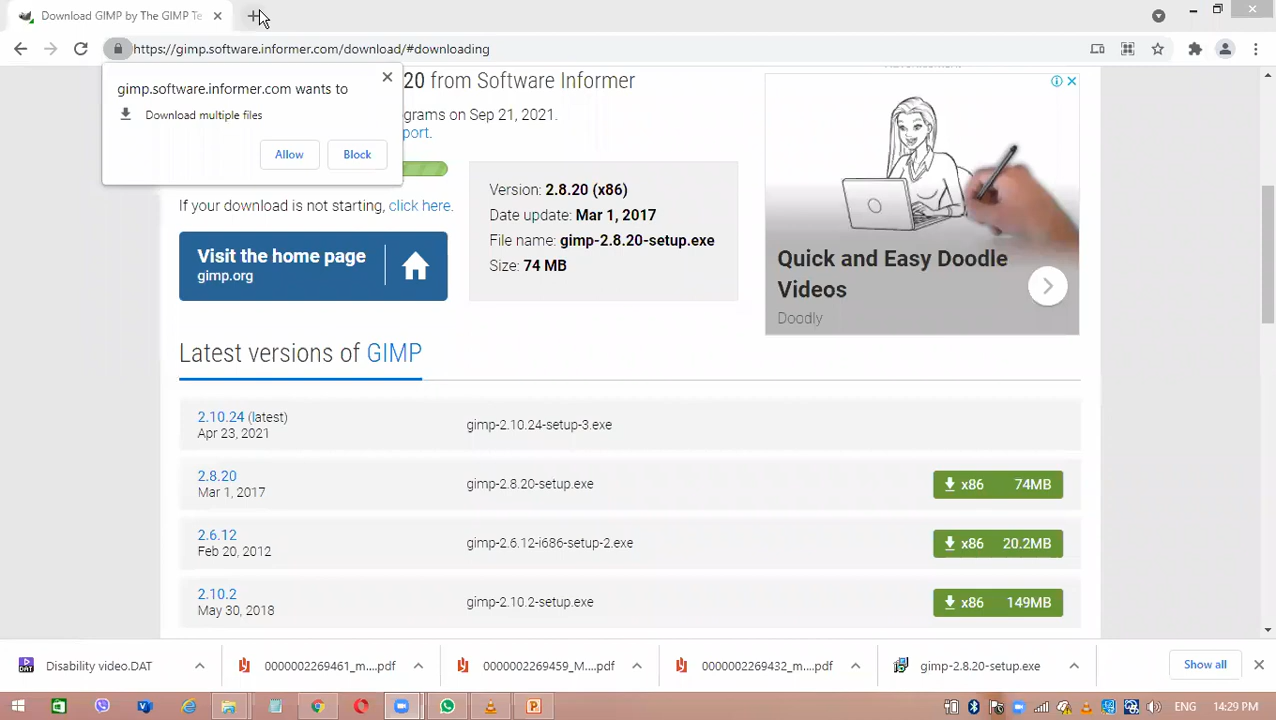 Download GIMP by The GIMP Te
https://gimp.software.informer.com/download/#downloading
gimp.software.informer.com wants to
Download multiple files
Allow
Block
20 from Software Informer
grams on Sep 21, 2021.
port.
If your download is not starting, click here.
Visit the home page
gimp.org
Version: 2.8.20 (x86)
Date update: Mar 1, 2017
File name: gimp-2.8.20-setup.exe
Size: 74 MB
Quick and Easy Doodle
Videos
Doodly
Latest versions of GIMP
2.10.24 (latest)
Apr 23, 2021
gimp-2.10.24-setup-3.exe
2.8.20
Mar 1, 2017
gimp-2.8.20-setup.exe
x86 74MB
2.6.12
Feb 20, 2012
gimp-2.6.12-i686-setup-2.exe
x86 20.2MB
2.10.2
May 30, 2018
gimp-2.10.2-setup.exe
x86 149MB
DAT
Disability video.DAT
0000002269461_m....pdf
0000002269459_M....pdf
0000002269432_m....pdf
gimp-2.8.20-setup.exe
Show all
ENG
14:29 PM